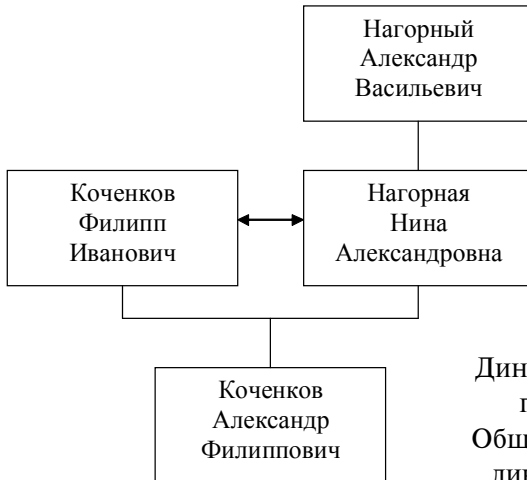 Нагорный
Александр
Васильевич
Коченков
Филипп
Иванович
Нагорная
Нина
Александровна
Коченков
Александр
Филиппович